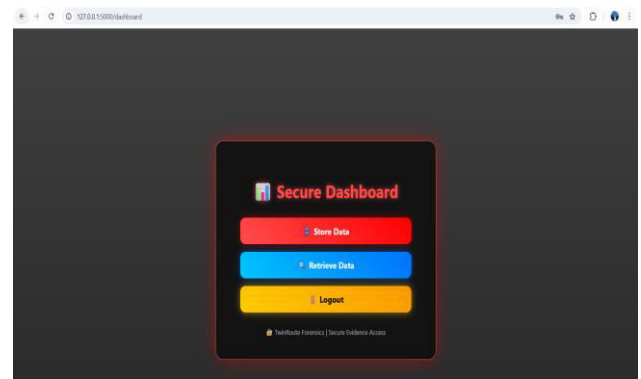 127.0.0.1:5000/dashboard
Secure Dashboard
Store Data
Retrieve Data
Logout
TwinRoute Forensics | Secure Evidence Access